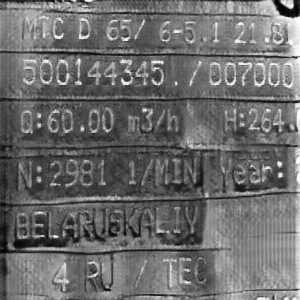 MTC D 65/ 6-5.1 21.8
500144345./007000
Q:60.00 m3/h H:264.
N:2981 1/MIN Year:
BELARUSKALIY
4 RU / TEC